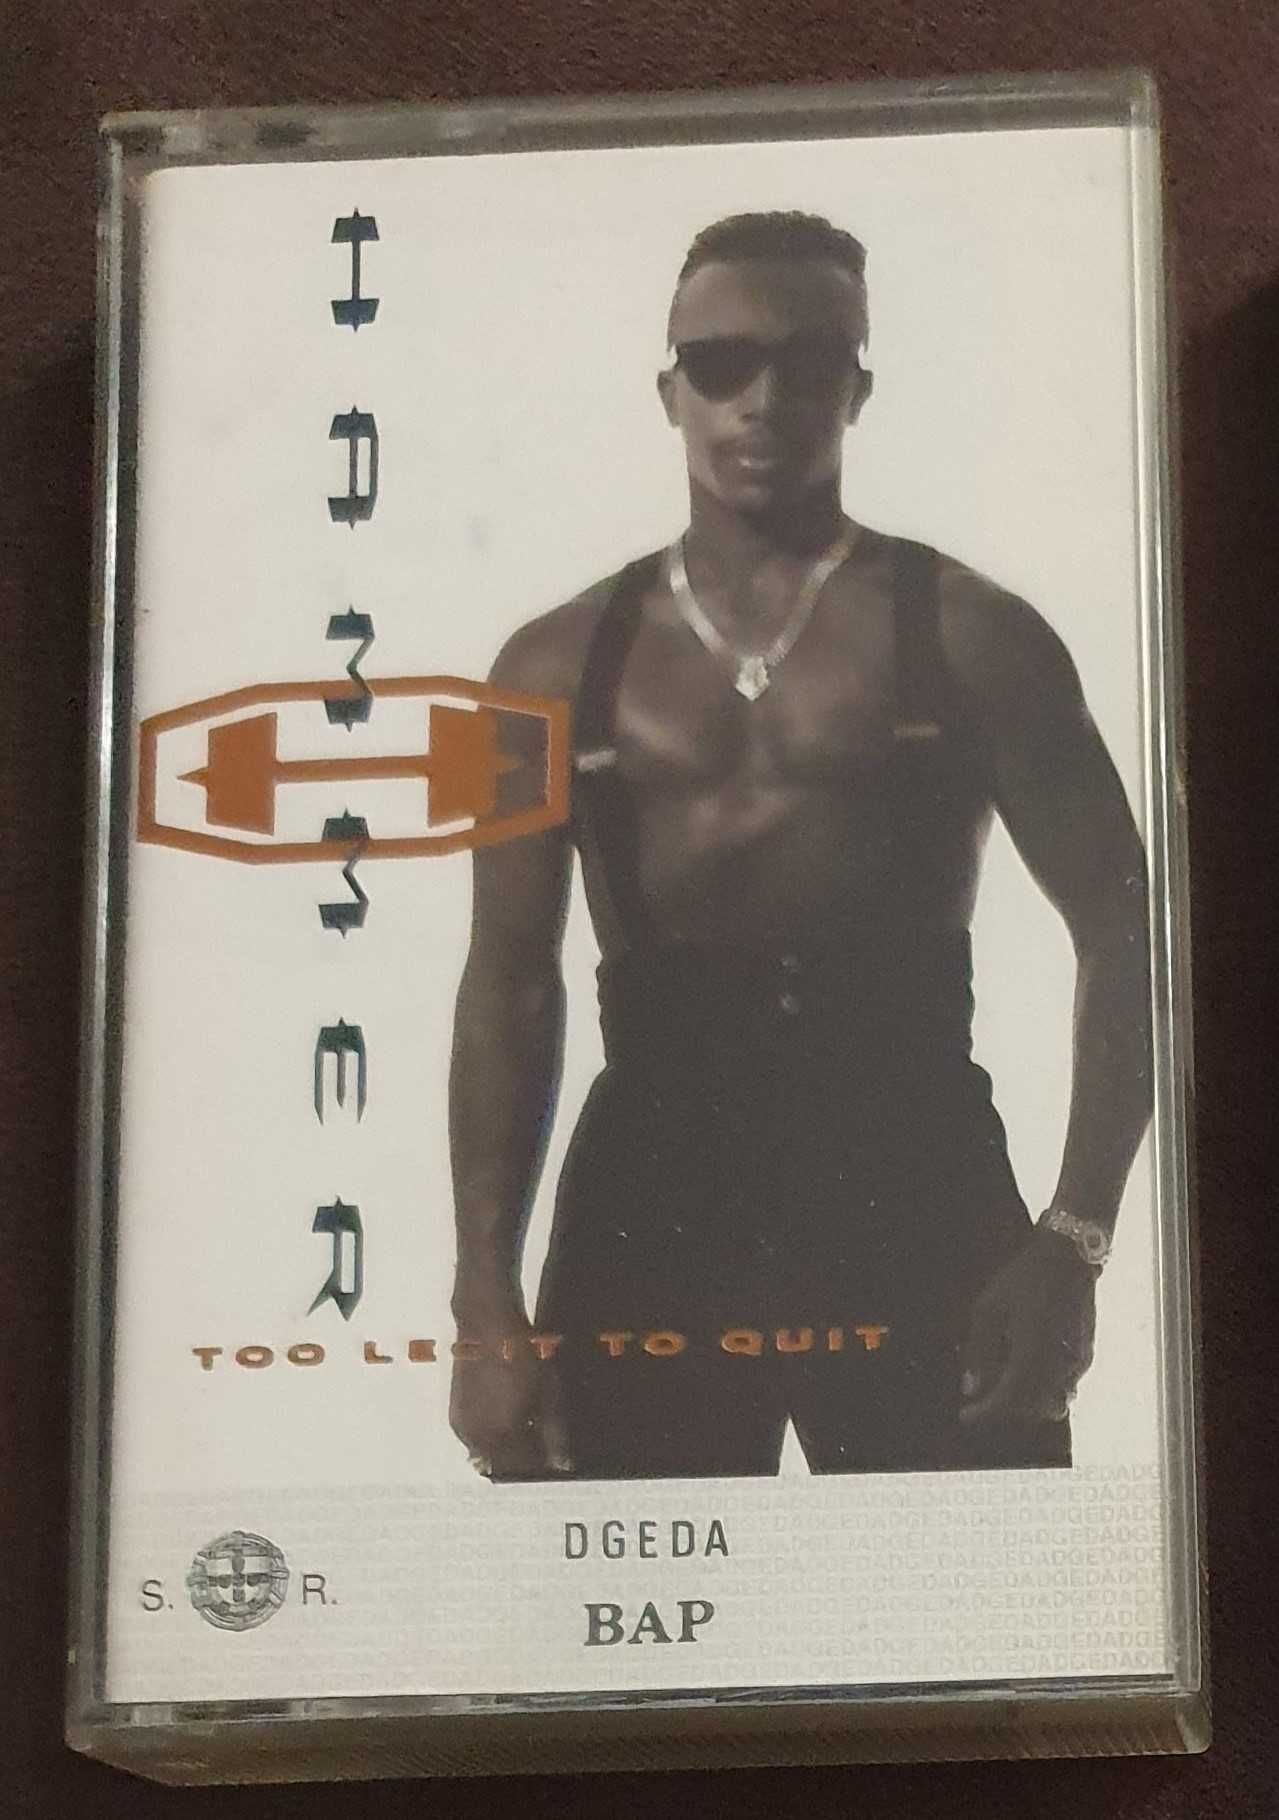 HAMMER
H
TOO LEGIT TO QUIT
DGEDA
S. R.
BAP